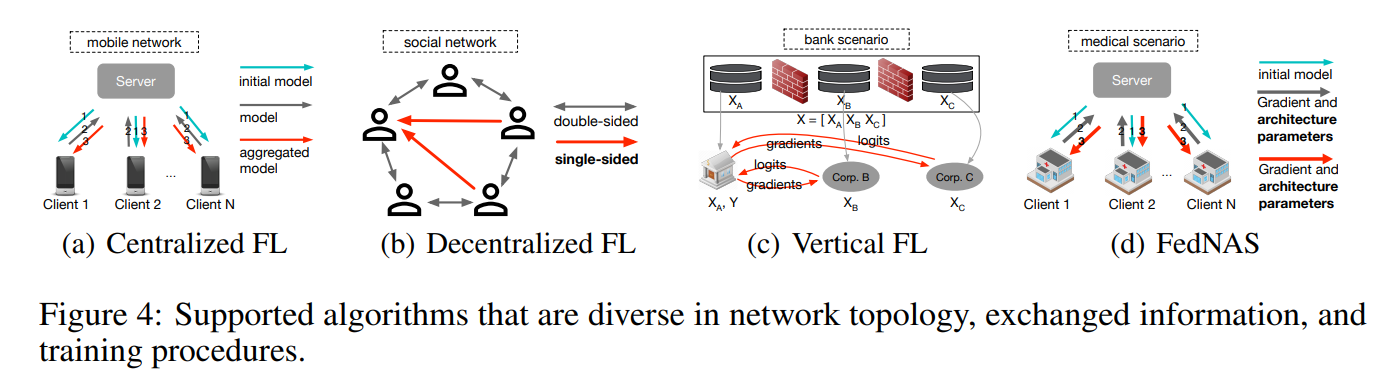 mobile network
Server
initial model
model
aggregated
model
1
2
3
2 1 3
1
2
3
...
Client 1
Client 2
Client N
(a) Centralized FL
social network
double-sided
single-sided
(b) Decentralized FL
bank scenario
X_A
X_B
X_C
X = [ X_A X_B X_C ]
gradients
logits
logits
gradients
Corp. B
Corp. C
X_A, Y
X_B
X_C
(c) Vertical FL
medical scenario
Server
initial model
Gradient and
architecture
parameters
Gradient and
architecture
parameters
1
2
3
2 1 3
1
2
3
...
Client 1
Client 2
Client N
(d) FedNAS
Figure 4: Supported algorithms that are diverse in network topology, exchanged information, and
training procedures.